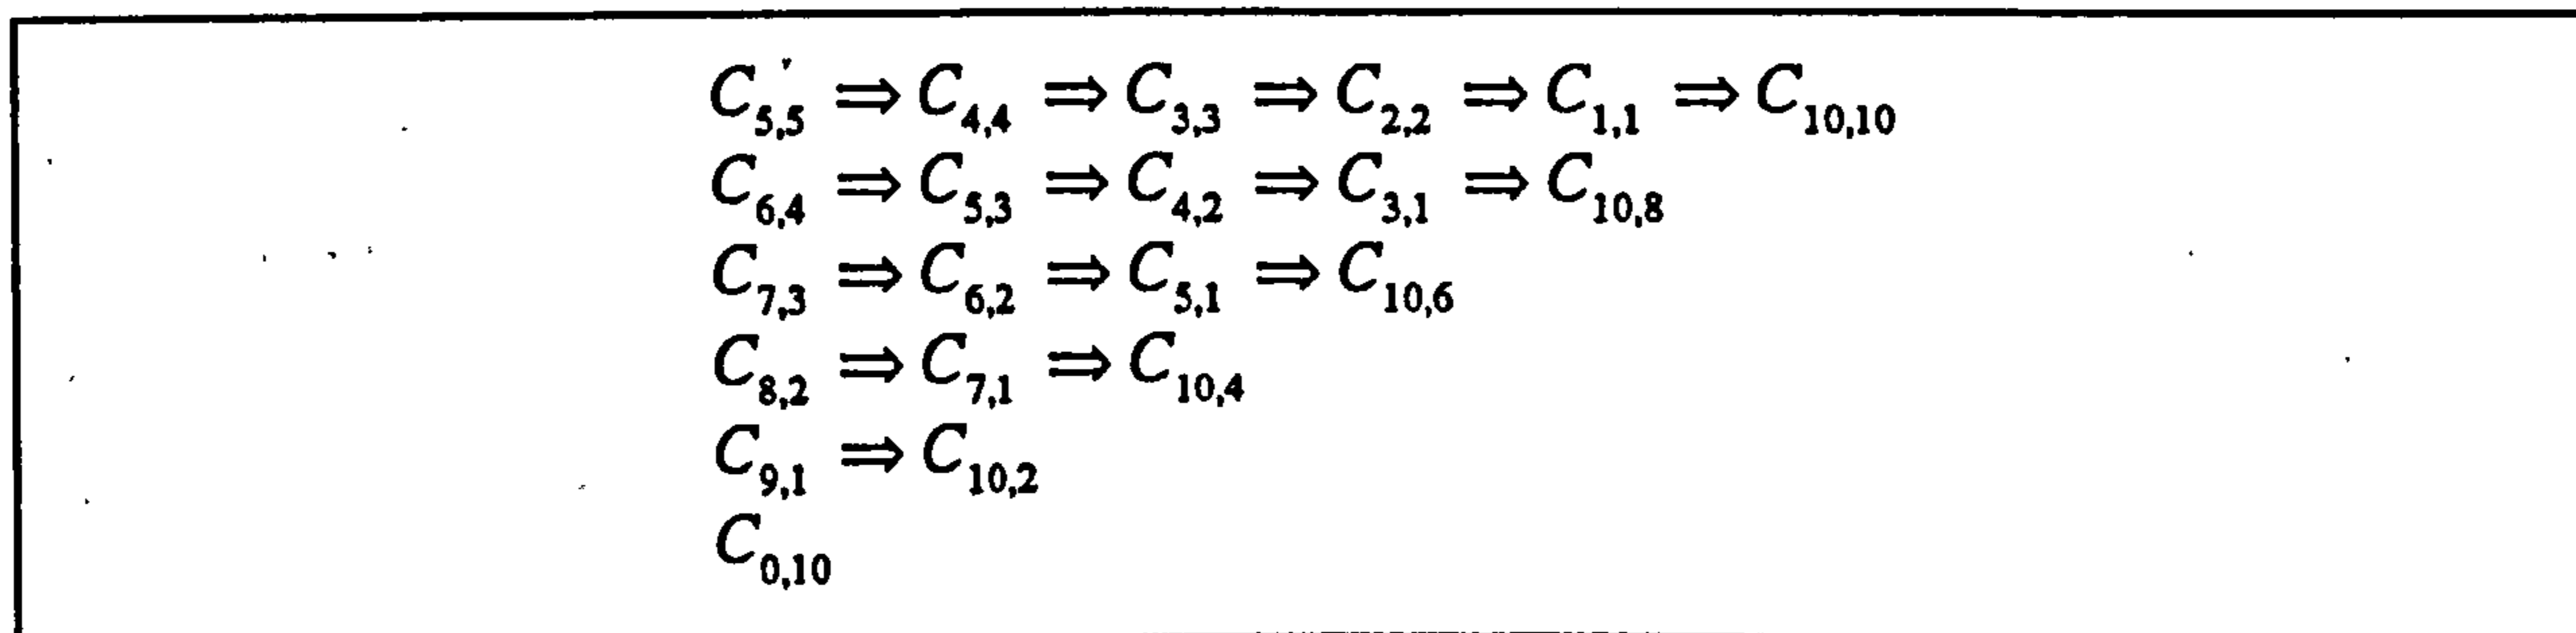 C5,5 ⇒ C4,4 ⇒ C3,3 ⇒ C2,2 ⇒ C1,1 ⇒ C10,10
C6,4 ⇒ C5,3 ⇒ C4,2 ⇒ C3,1 ⇒ C10,8
C7,3 ⇒ C6,2 ⇒ C5,1 ⇒ C10,6
C8,2 ⇒ C7,1 ⇒ C10,4
C9,1 ⇒ C10,2
C0,10